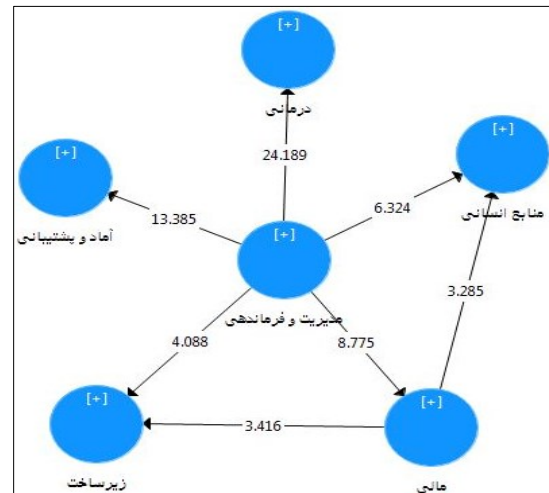 [+]
درمانی
24.189
[+]
منابع انسانی
6.324
[+]
آماد و پشتیبانی
13.385
[+]
مدیریت و فرماندهی
4.088
8.775
3.285
[+]
زیرساخت
3.416
[+]
مالی